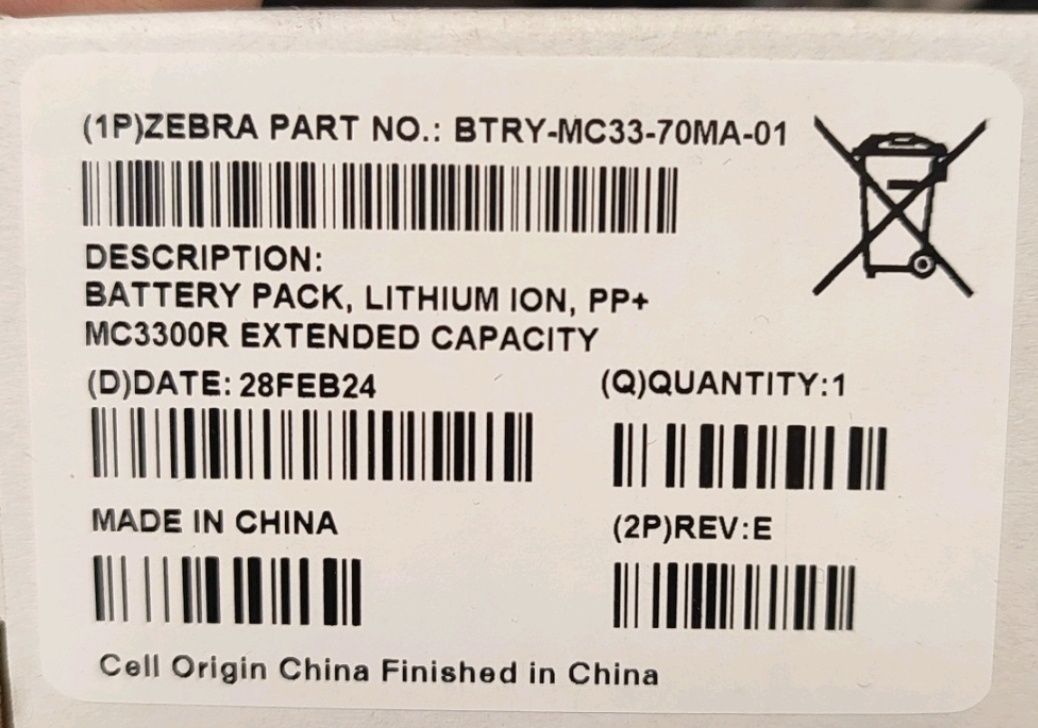 (1P)ZEBRA PART NO.: BTRY-MC33-70MA-01
DESCRIPTION:
BATTERY PACK, LITHIUM ION, PP+
MC3300R EXTENDED CAPACITY
(D)DATE: 28FEB24
(Q)QUANTITY:1
MADE IN CHINA
(2P)REV:E
Cell Origin China Finished in China